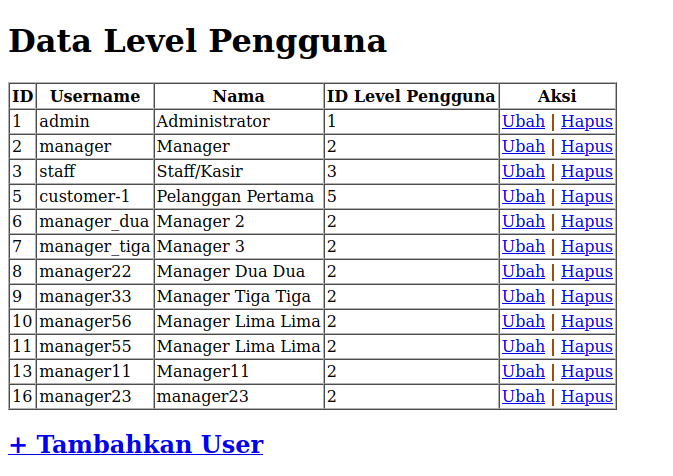 Data Level Pengguna
ID Username Nama ID Level Pengguna Aksi
1 admin Administrator 1 Ubah | Hapus
2 manager Manager 2 Ubah | Hapus
3 staff Staff/Kasir 3 Ubah | Hapus
5 customer-1 Pelanggan Pertama 5 Ubah | Hapus
6 manager_dua Manager 2 2 Ubah | Hapus
7 manager_tiga Manager 3 2 Ubah | Hapus
8 manager22 Manager Dua Dua 2 Ubah | Hapus
9 manager33 Manager Tiga Tiga 2 Ubah | Hapus
10 manager56 Manager Lima Lima 2 Ubah | Hapus
11 manager55 Manager Lima Lima 2 Ubah | Hapus
13 manager11 Manager11 2 Ubah | Hapus
16 manager23 manager23 2 Ubah | Hapus
+ Tambahkan User